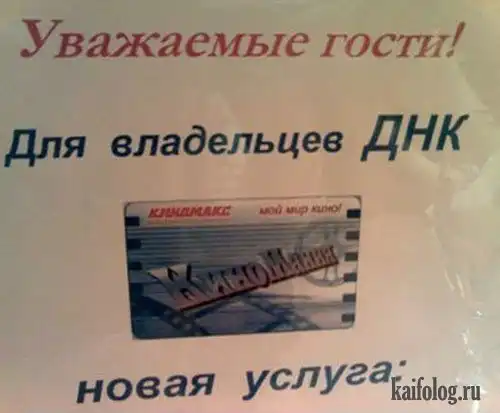 Уважаемые гости!
Для владельцев ДНК
КИНОМАКС мой мир кино!
КиноМания
новая услуга:
kaifolog.ru